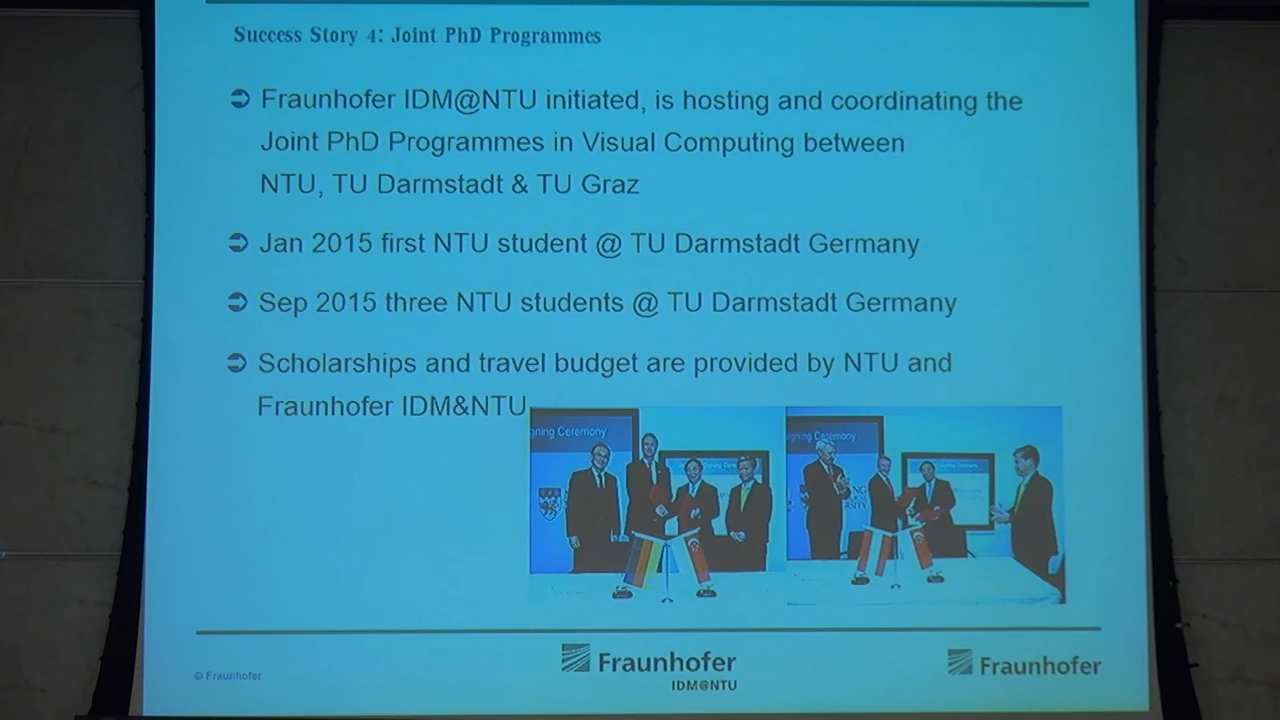 Success Story 4: Joint PhD Programmes
Fraunhofer IDM@NTU initiated, is hosting and coordinating the
Joint PhD Programmes in Visual Computing between
NTU, TU Darmstadt & TU Graz
Jan 2015 first NTU student @ TU Darmstadt Germany
Sep 2015 three NTU students @ TU Darmstadt Germany
Scholarships and travel budget are provided by NTU and
Fraunhofer IDM&NTU
gning Ceremony
igning Ceremony
© Fraunhofer
Fraunhofer
IDM@NTU
Fraunhofer